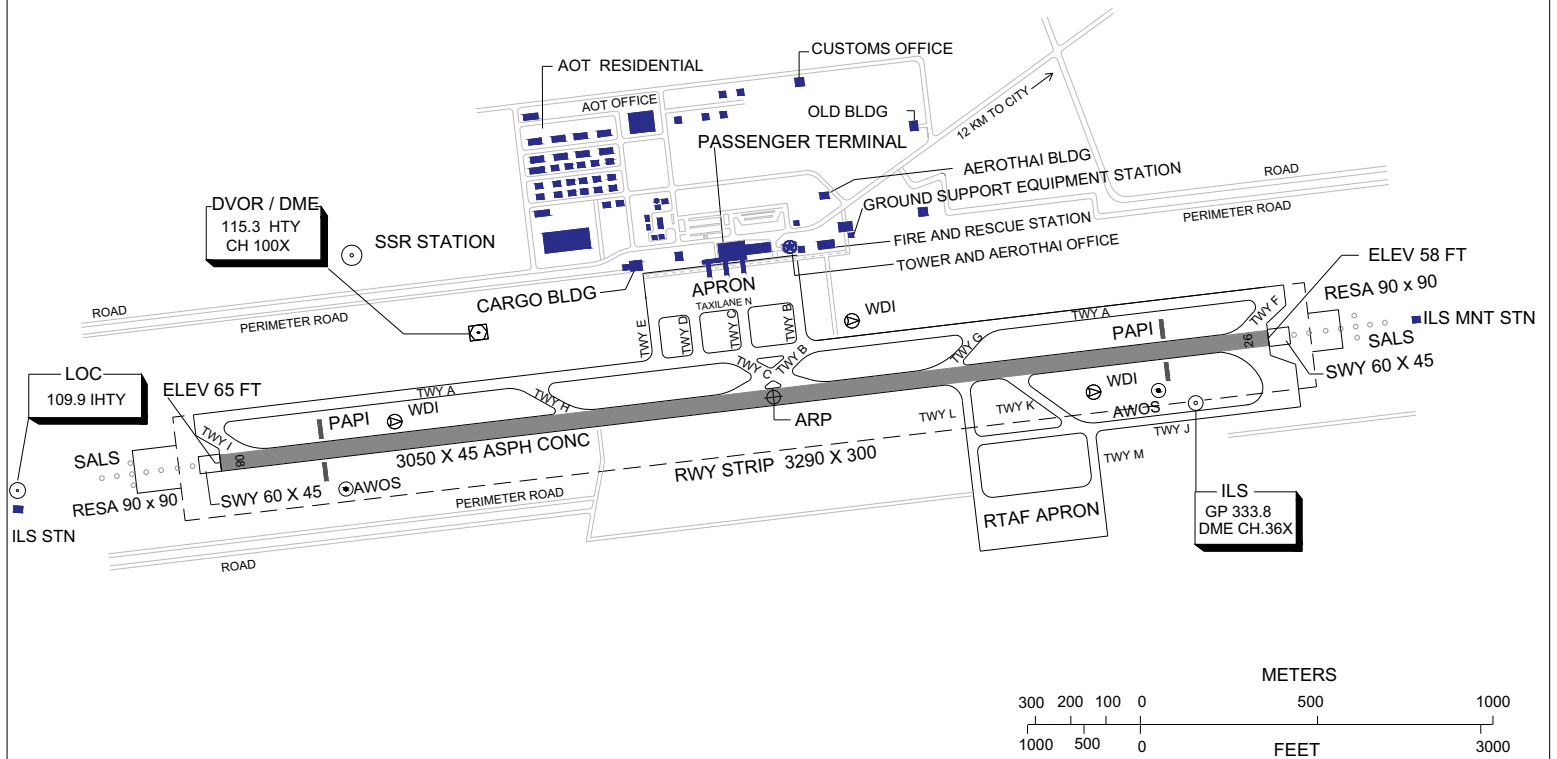 CUSTOMS OFFICE
AOT RESIDENTIAL
AOT OFFICE
OLD BLDG
12 KM TO CITY
PASSENGER TERMINAL
AEROTHAI BLDG
GROUND SUPPORT EQUIPMENT STATION
ROAD
PERIMETER ROAD
DVOR / DME
115.3 HTY
CH 100X
SSR STATION
FIRE AND RESCUE STATION
TOWER AND AEROTHAI OFFICE
ELEV 58 FT
RESA 90 x 90
CARGO BLDG
APRON
TAXILANE N
ROAD
PERIMETER ROAD
TWY E
TWY D
TWY C
TWY B
WDI
TWY A
TWY F
PAPI
26
ILS MNT STN
SALS
SWY 60 X 45
TWY G
TWY B
TWY C
LOC
109.9 IHTY
ELEV 65 FT
TWY A
TWY H
WDI
PAPI
TWY I
08
ARP
WDI
AWOS
TWY L
TWY K
TWY J
TWY M
3050 X 45 ASPH CONC
RWY STRIP 3290 X 300
SALS
RESA 90 x 90
SWY 60 X 45
AWOS
PERIMETER ROAD
ROAD
ILS STN
RTAF APRON
ILS
GP 333.8
DME CH.36X
METERS
300 200 100 0 500 1000
1000 500 0 3000
FEET